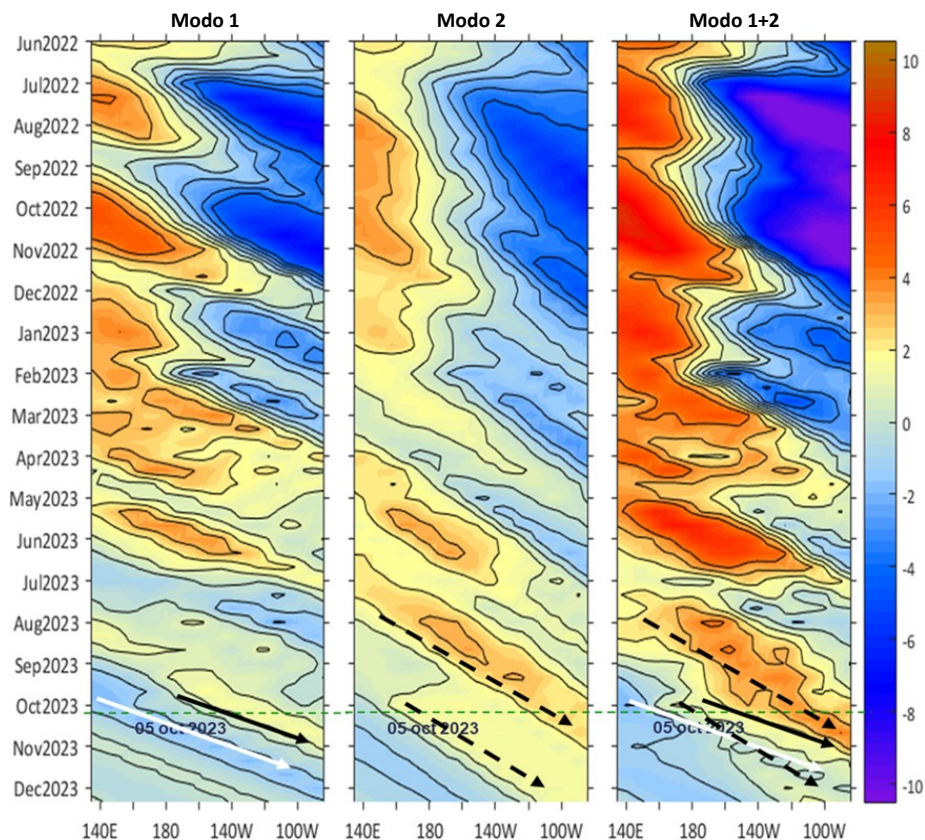 Modo 1 Modo 2 Modo 1+2
Jun2022
Jul2022
Aug2022
Sep2022
Oct2022
Nov2022
Dec2022
Jan2023
Feb2023
Mar2023
Apr2023
May2023
Jun2023
Jul2023
Aug2023
Sep2023
Oct2023
Nov2023
Dec2023
05 oct 2023 05 oct 2023 05 oct 2023
140E 180 140W 100W 140E 180 140W 100W 140E 180 140W 100W
10
8
6
4
2
0
-2
-4
-6
-8
-10